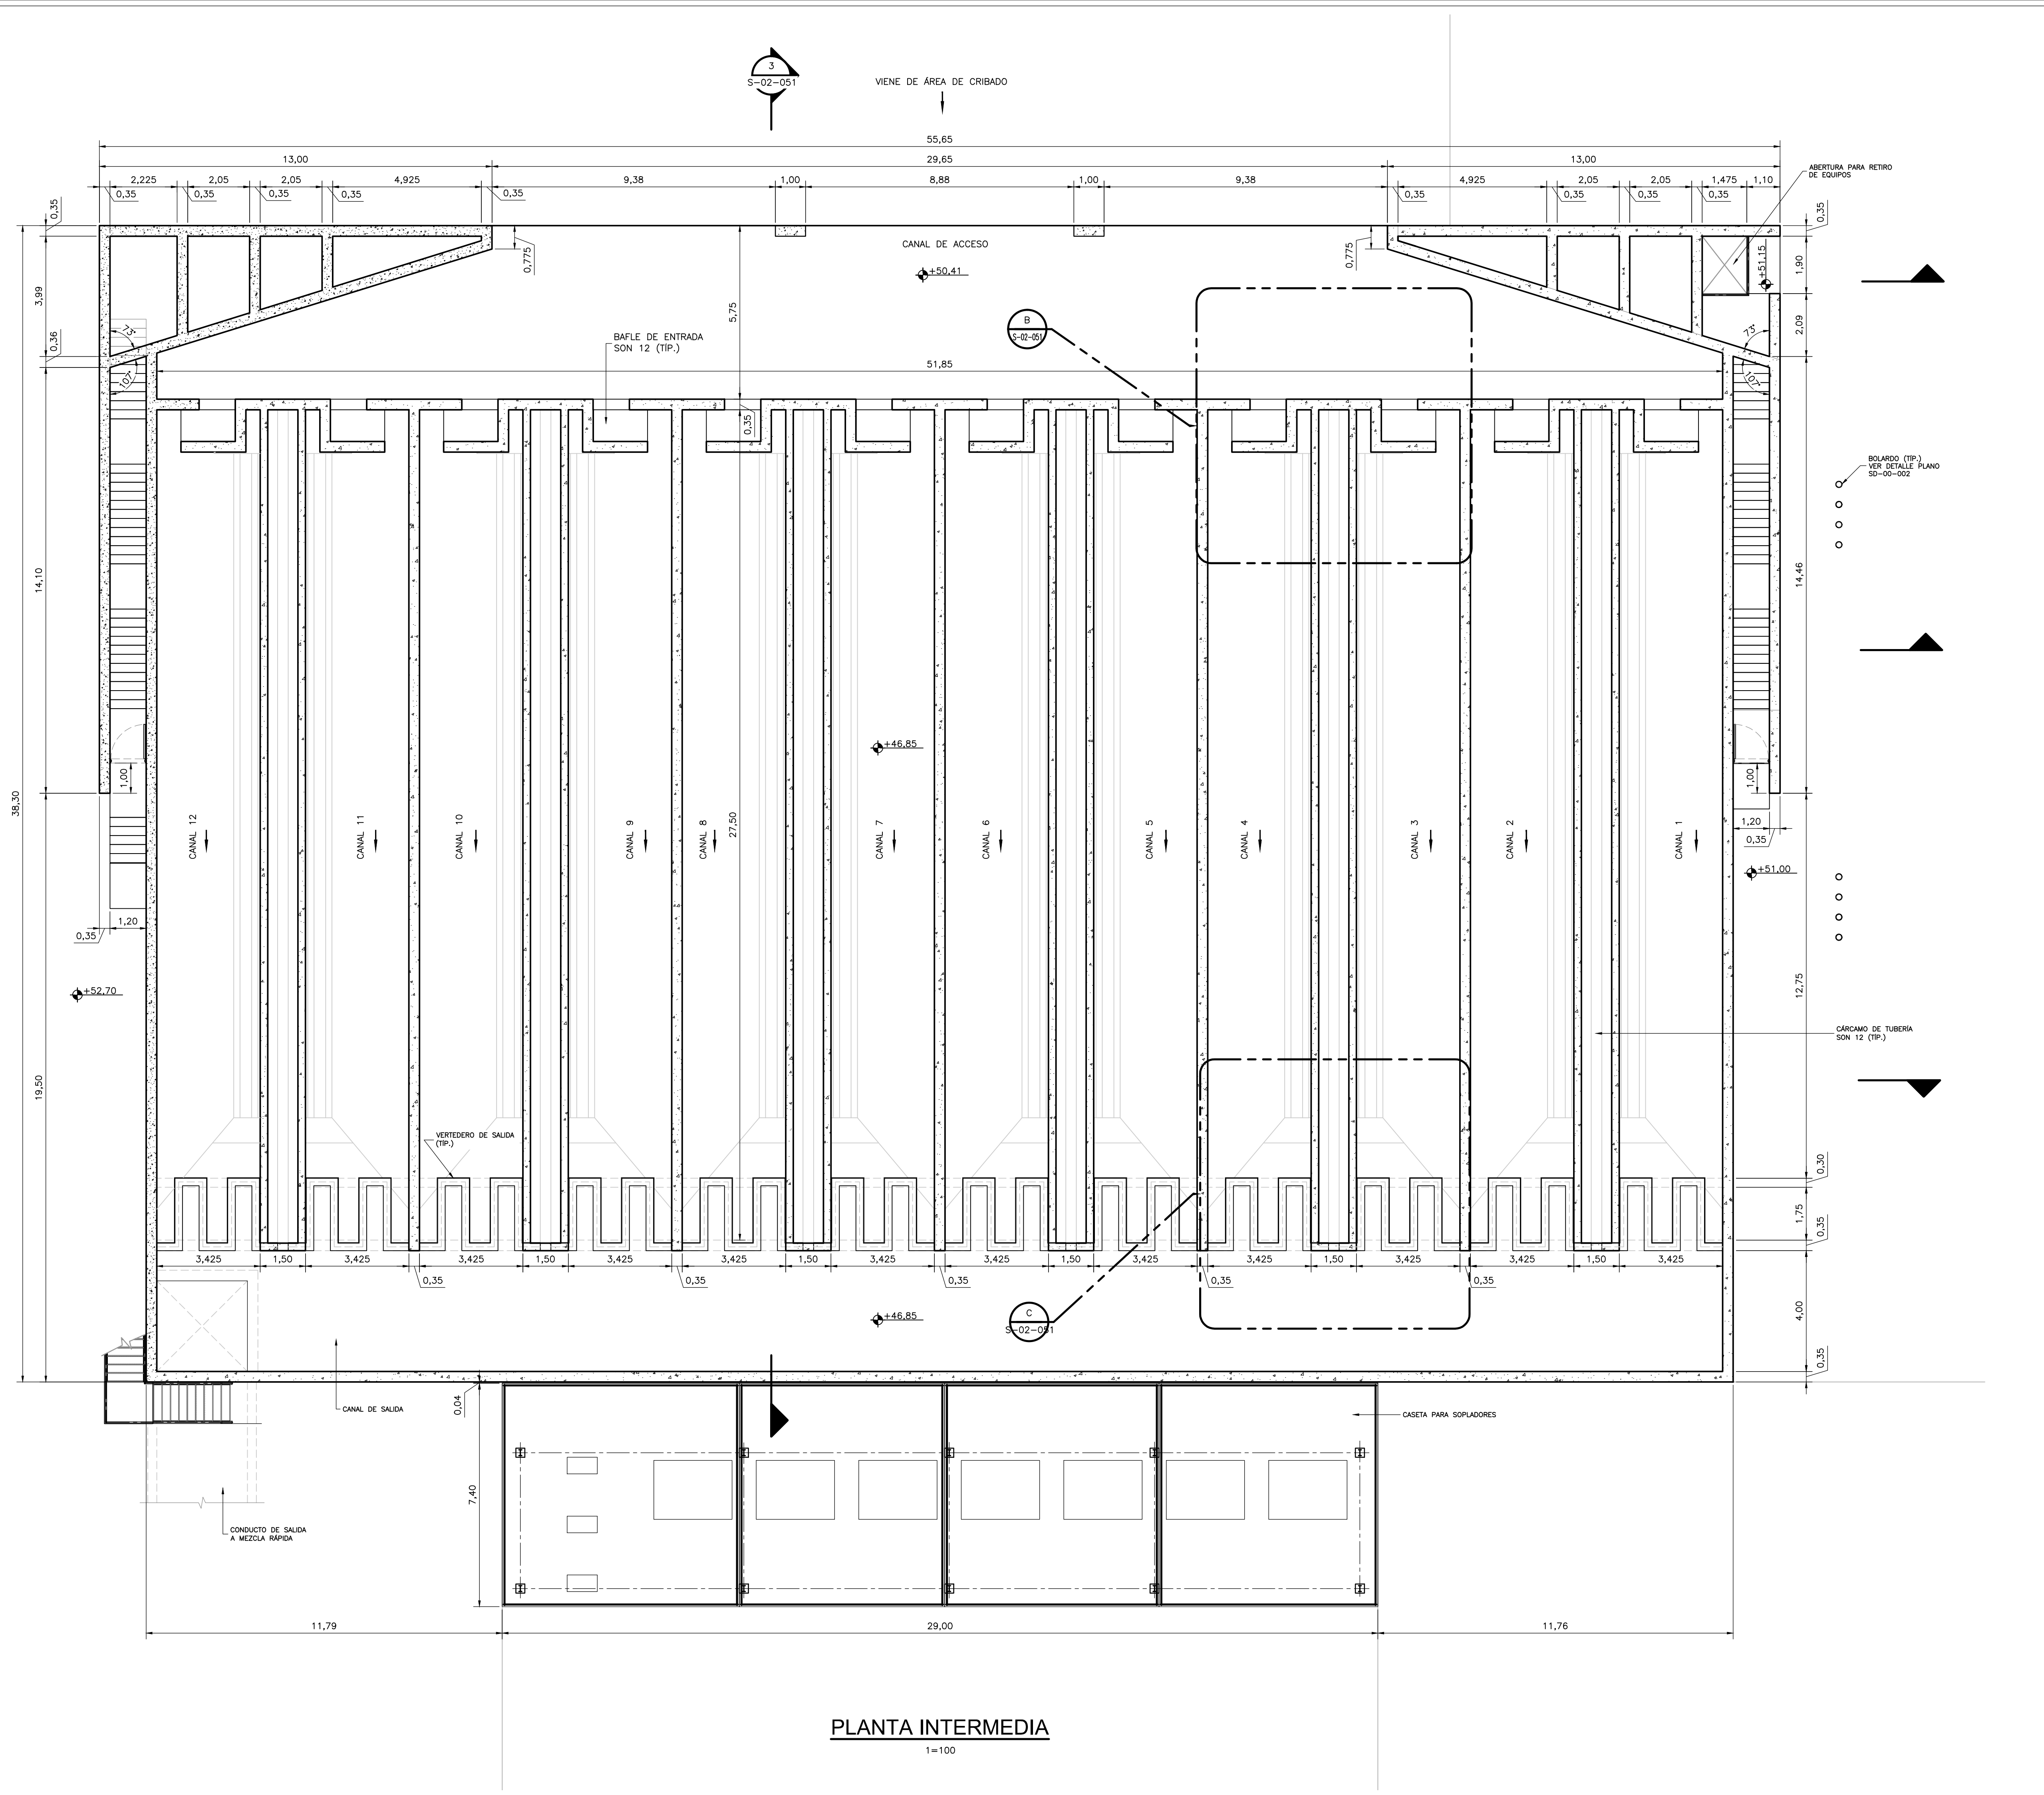 3
S-02-051
VIENE DE ÁREA DE CRIBADO
55,65
13,00
29,65
13,00
ABERTURA PARA RETIRO
DE EQUIPOS
2,225
2,05
2,05
4,925
9,38
1,00
8,88
1,00
9,38
4,925
2,05
2,05
1,475
1,10
0,35
0,35
0,35
0,35
0,35
0,35
0,35
0,35
0,35
0,35
0,35
CANAL DE ACCESO
+50,41
0,775
0,775
+51,15
1,90
3,99
5,75
2,09
B
S-02-051
BAFLE DE ENTRADA
SON 12 (TÍP.)
73°
73°
0,36
107°
107°
51,85
0,35
BOLARDO (TÍP.)
VER DETALLE PLANO
SD-00-002
14,10
14,46
+46,85
1,00
1,00
38,30
27,50
CANAL 12
CANAL 11
CANAL 10
CANAL 9
CANAL 8
CANAL 7
CANAL 6
CANAL 5
CANAL 4
CANAL 3
CANAL 2
CANAL 1
1,20
0,35
+51,00
1,20
0,35
+52,70
12,75
CÁRCAMO DE TUBERÍA
SON 12 (TÍP.)
19,50
VERTEDERO DE SALIDA
(TÍP.)
0,30
1,75
0,35
3,425
1,50
3,425
3,425
1,50
3,425
3,425
1,50
3,425
3,425
1,50
3,425
3,425
1,50
3,425
3,425
1,50
3,425
0,35
0,35
0,35
0,35
0,35
+46,85
C
S-02-051
4,00
0,35
CANAL DE SALIDA
0,04
CASETA PARA SOPLADORES
7,40
CONDUCTO DE SALIDA
A MEZCLA RÁPIDA
11,79
29,00
11,76
PLANTA INTERMEDIA
1=100